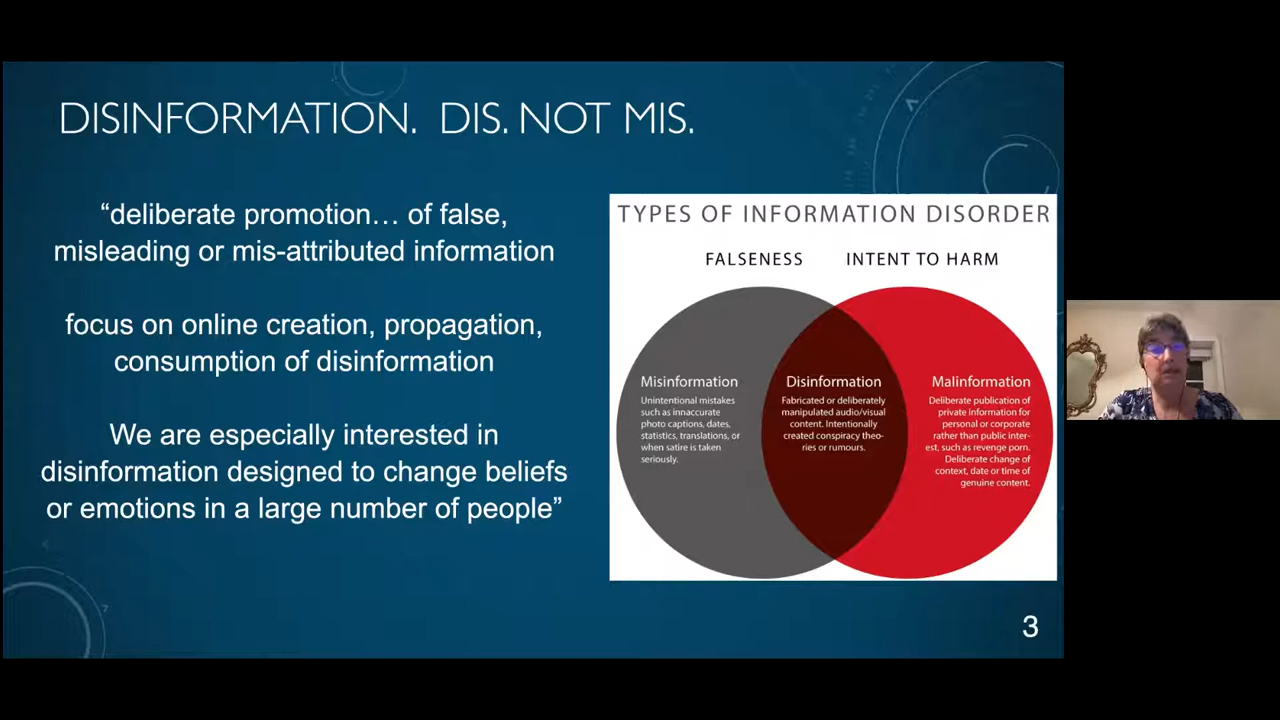 DISINFORMATION. DIS. NOT MIS.
“deliberate promotion… of false,
misleading or mis-attributed information
focus on online creation, propagation,
consumption of disinformation
We are especially interested in
disinformation designed to change beliefs
or emotions in a large number of people”
TYPES OF INFORMATION DISORDER
FALSENESS
INTENT TO HARM
Misinformation
Unintentional mistakes
such as innaccurate
photo captions, dates,
statistics, translations, or
when satire is taken
seriously.
Disinformation
Fabricated or deliberately
manipulated audio/visual
content. Intentionally
created conspiracy theo-
ries or rumours.
Malinformation
Deliberate publication of
private information for
personal or corporate
rather than public inter-
est, such as revenge porn.
Deliberate change of
context, date or time of
genuine content.
3